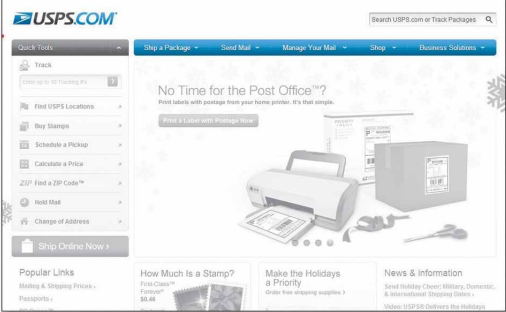 USPS.COM®
Search USPS.com or Track Packages
Quick Tools
Ship a Package
Send Mail
Manage Your Mail
Shop
Business Solutions
Track
Enter up to 10 Tracking #'s
Find USPS Locations
Buy Stamps
Schedule a Pickup
Calculate a Price
ZIP Find a ZIP Code™
Hold Mail
Change of Address
Ship Online Now ›
No Time for the Post Office™?
Print labels with postage from your home printer. It's that simple.
Print a Label with Postage Now
PRIORITY
Popular Links
Mailing & Shipping Prices ›
Passports ›
How Much Is a Stamp?
First-Class™
Forever®
$0.46
Make the Holidays
a Priority
Order free shipping supplies ›
News & Information
Send Holiday Cheer: Military, Domestic,
& International Shipping Dates ›
Video: USPS® Delivers the Holidays